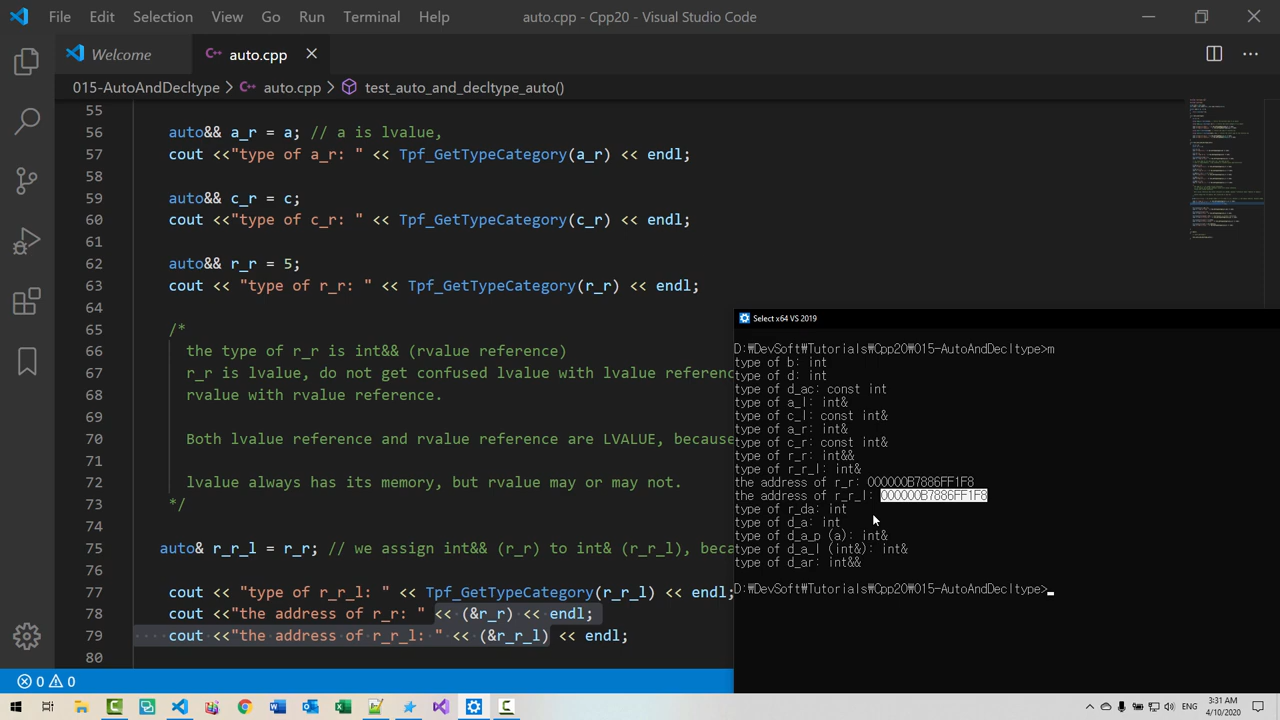 File Edit Selection View Go Run Terminal Help auto.cpp - Cpp20 - Visual Studio Code
Welcome auto.cpp
015-AutoAndDecltype > auto.cpp > test_auto_and_decltype_auto()
55
56 auto&& a_r = a; // a is lvalue,
57 cout <<"type of a_r: " << Tpf_GetTypeCategory(a_r) << endl;
58
59 auto&& c_r = c;
60 cout <<"type of c_r: " << Tpf_GetTypeCategory(c_r) << endl;
61
62 auto&& r_r = 5;
63 cout << "type of r_r: " << Tpf_GetTypeCategory(r_r) << endl;
64
65 /*
66 the type of r_r is int&& (rvalue reference)
67 r_r is lvalue, do not get confused lvalue with lvalue referenc
68 rvalue with rvalue reference.
69
70 Both lvalue reference and rvalue reference are LVALUE, because
71
72 lvalue always has its memory, but rvalue may or may not.
73 */
74
75 auto& r_r_l = r_r; // we assign int&& (r_r) to int& (r_r_l), beca
76
77 cout << "type of r_r_l: " << Tpf_GetTypeCategory(r_r_l) << endl;
78 cout <<"the address of r_r: " << (&r_r) << endl;
79 cout <<"the address of r_r_l: " << (&r_r_l) << endl;
80
Select x64 VS 2019
D:₩DevSoft₩Tutorials₩Cpp20₩015-AutoAndDecltype>m
type of b: int
type of d: int
type of d_ac: const int
type of a_l: int&
type of c_l: const int&
type of a_r: int&
type of c_r: const int&
type of r_r: int&&
type of r_r_l: int&
the address of r_r: 000000B7886FF1F8
the address of r_r_l: 000000B7886FF1F8
type of r_da: int
type of d_a: int
type of d_a_p (a): int&
type of d_a_l (int&): int&
type of d_ar: int&&
D:₩DevSoft₩Tutorials₩Cpp20₩015-AutoAndDecltype>
0 0
ENG 3:31 AM
4/10/2020